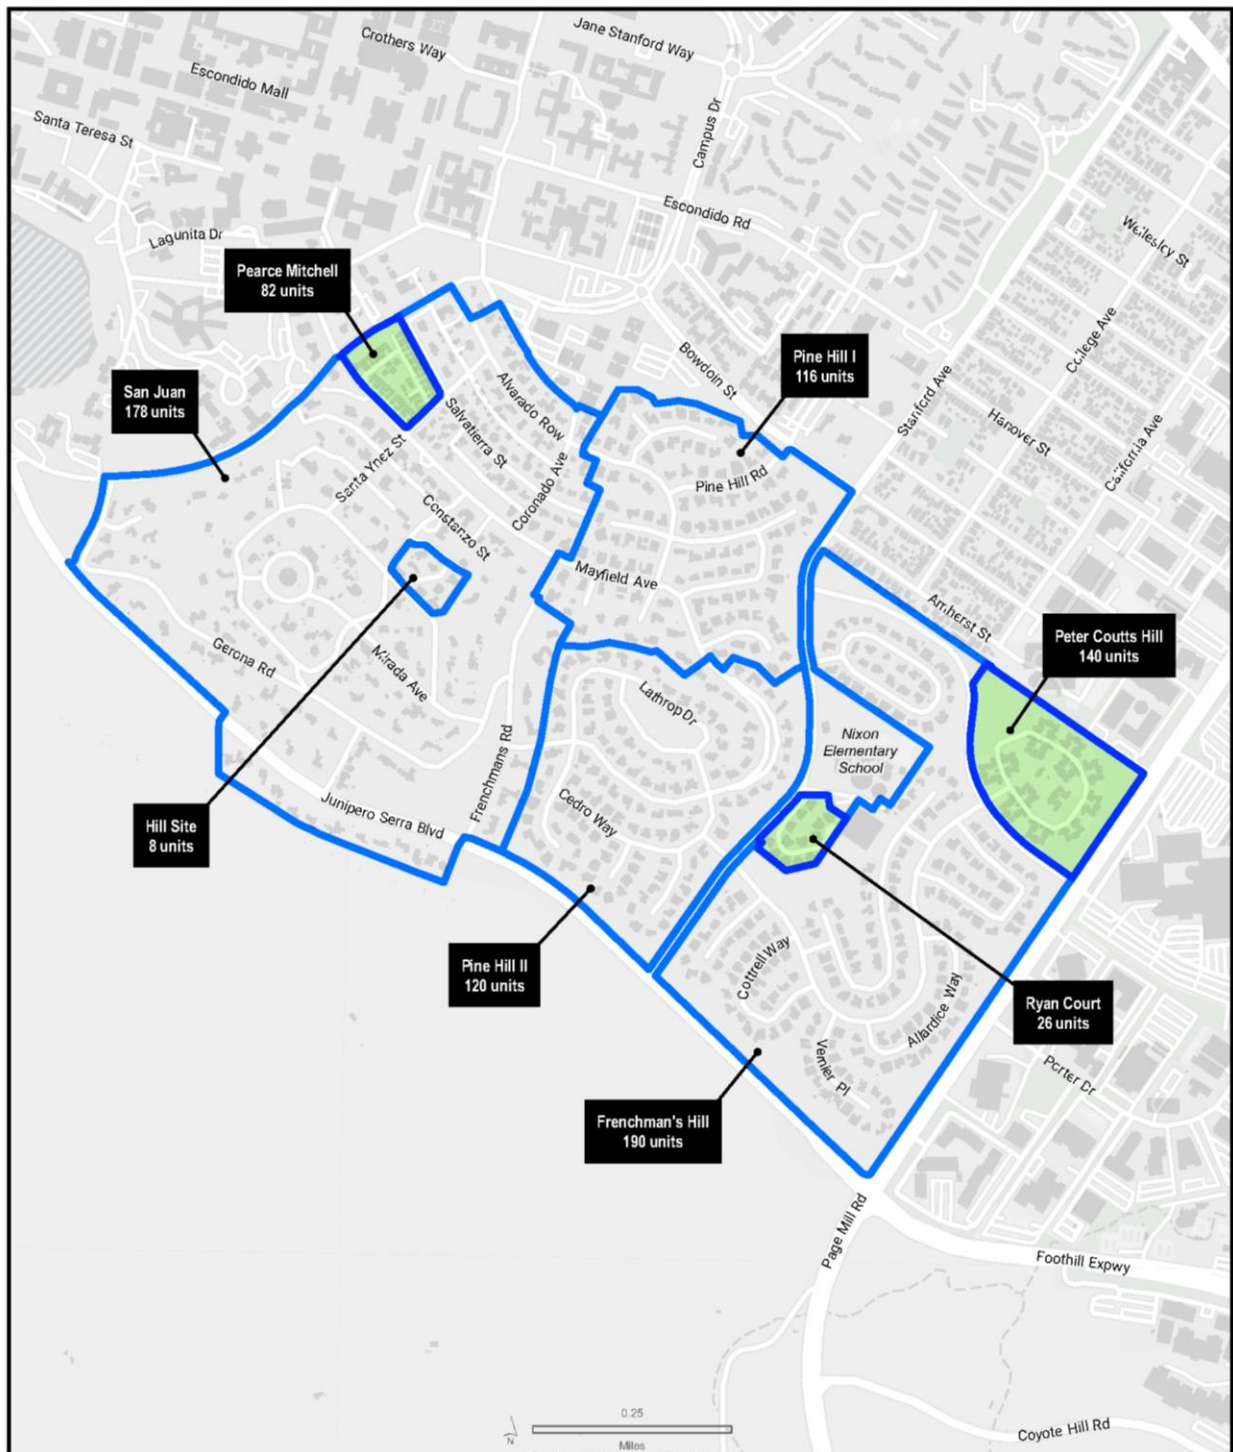 Crothers Way
Jane Stanford Way
Escondido Mall
Santa Teresa St
Campus Dr
Escondido Rd
Wellesley St
Lagunita Dr
Pearce Mitchell
82 units
College Ave
Bowdoin St
Pine Hill I
116 units
San Juan
178 units
Alvarado Row
Salvatierra St
Stanford Ave
Hanover St
California Ave
Santa Ynez St
Coronado Ave
Pine Hill Rd
Constanzo St
Mayfield Ave
Amherst St
Peter Coutts Hill
140 units
Gerona Rd
Mirada Ave
Lathrop Dr
Nixon
Elementary
School
Frenchmans Rd
Cedro Way
Junipero Serra Blvd
Hill Site
8 units
Pine Hill II
120 units
Cottrell Way
Allardice Way
Ryan Court
26 units
Vernier Pl
Porter Dr
Frenchman's Hill
190 units
Page Mill Rd
Foothill Expwy
Coyote Hill Rd
N
0.25
Miles